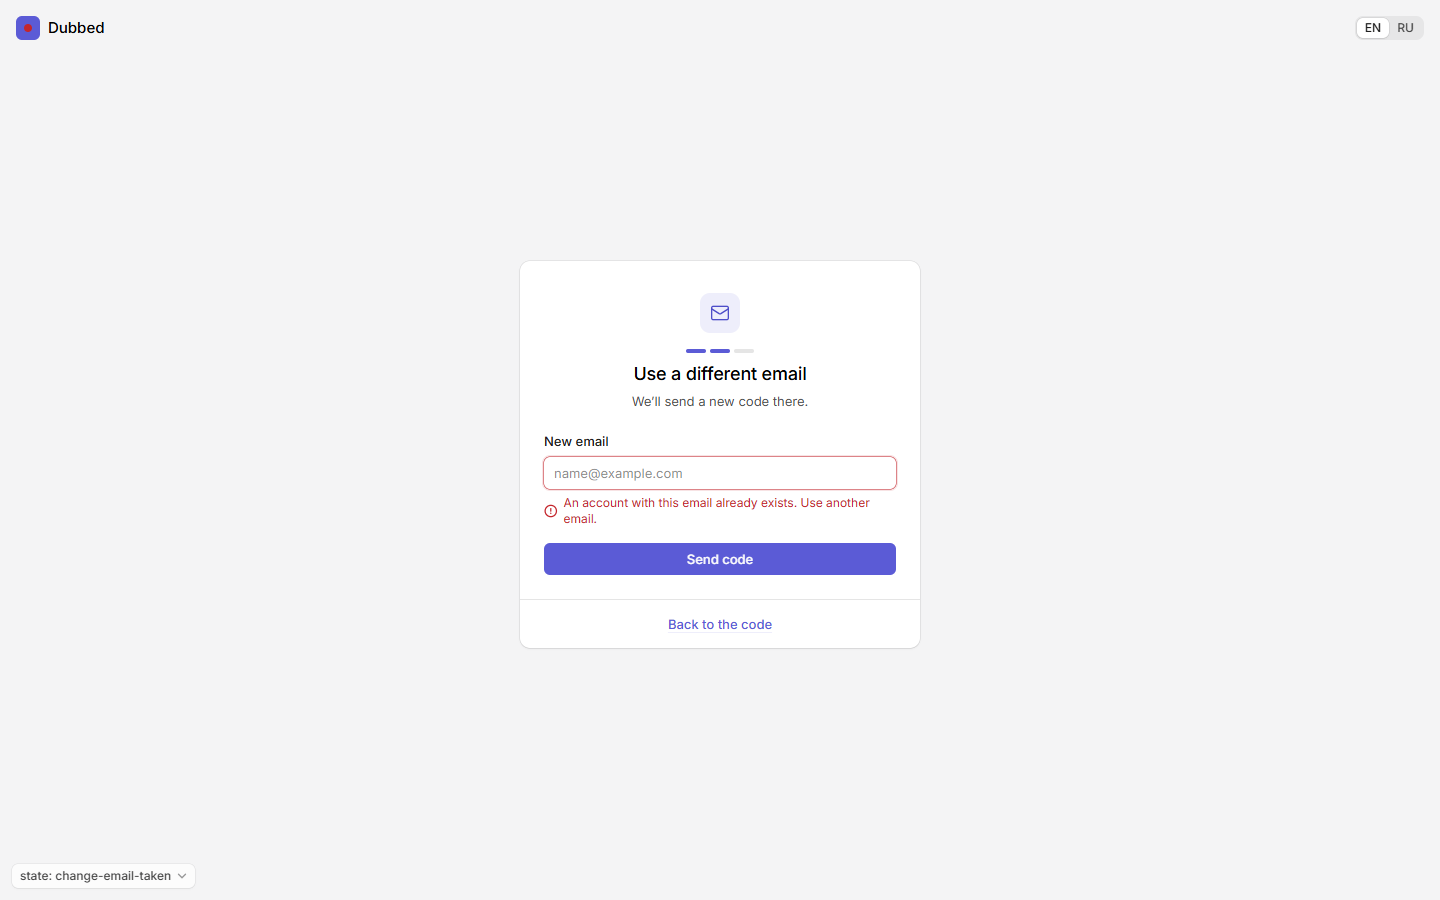 Dubbed
EN RU
Use a different email
We'll send a new code there.
New email
name@example.com
An account with this email already exists. Use another
email.
Send code
Back to the code
state: change-email-taken